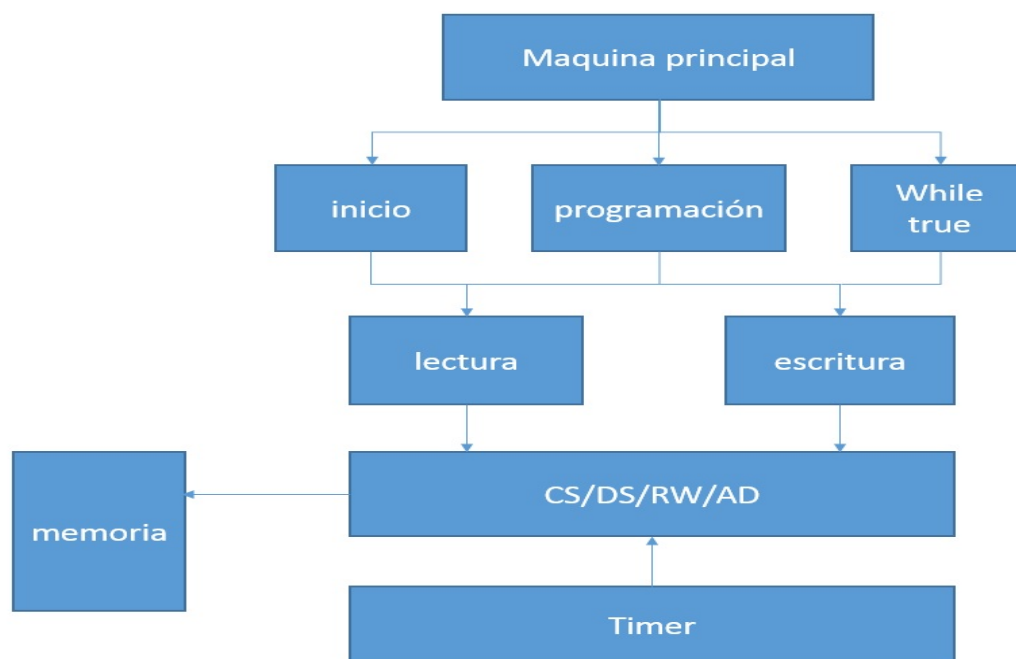 Maquina principal
inicio
programación
While
true
lectura
escritura
CS/DS/RW/AD
memoria
Timer